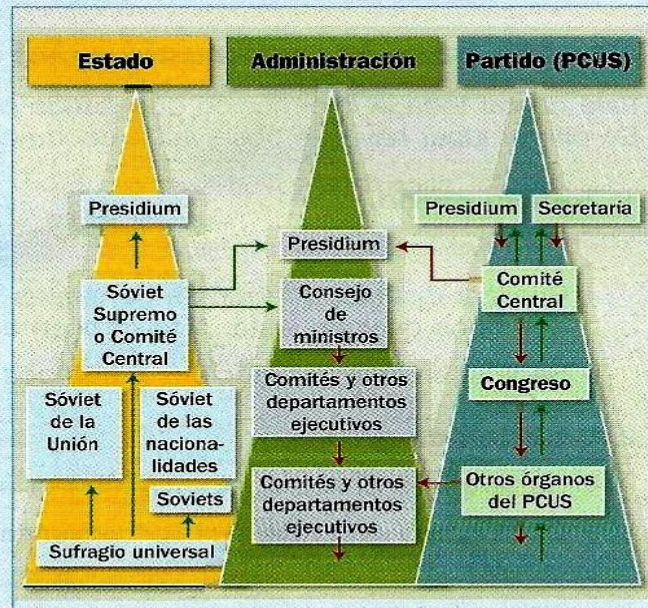 Estado
Administración
Partido (PCUS)
Presidium
Sóviet
Supremo
o Comité
Central
Sóviet
de la
Unión
Sóviet
de las
naciona-
lidades
Soviets
Sufragio universal
Presidium
Consejo
de
ministros
Comités y otros
departamentos
ejecutivos
Comités y otros
departamentos
ejecutivos
Presidium
Secretaría
Comité
Central
Congreso
Otros órganos
del PCUS